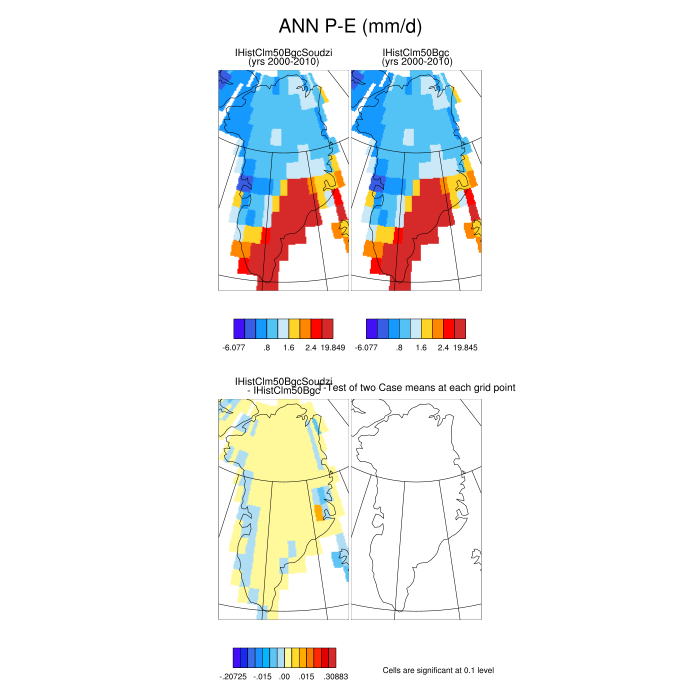 ANN P-E (mm/d)
IHistClm50BgcSoudzi
(yrs 2000-2010)
IHistClm50Bgc
(yrs 2000-2010)
-6.077 .8 1.6 2.4 19.849
-6.077 .8 1.6 2.4 19.845
IHistClm50BgcSoudzi
- IHistClm50Bgc
T-Test of two Case means at each grid point
-.20725 -.015 .00 .015 .30883
Cells are significant at 0.1 level